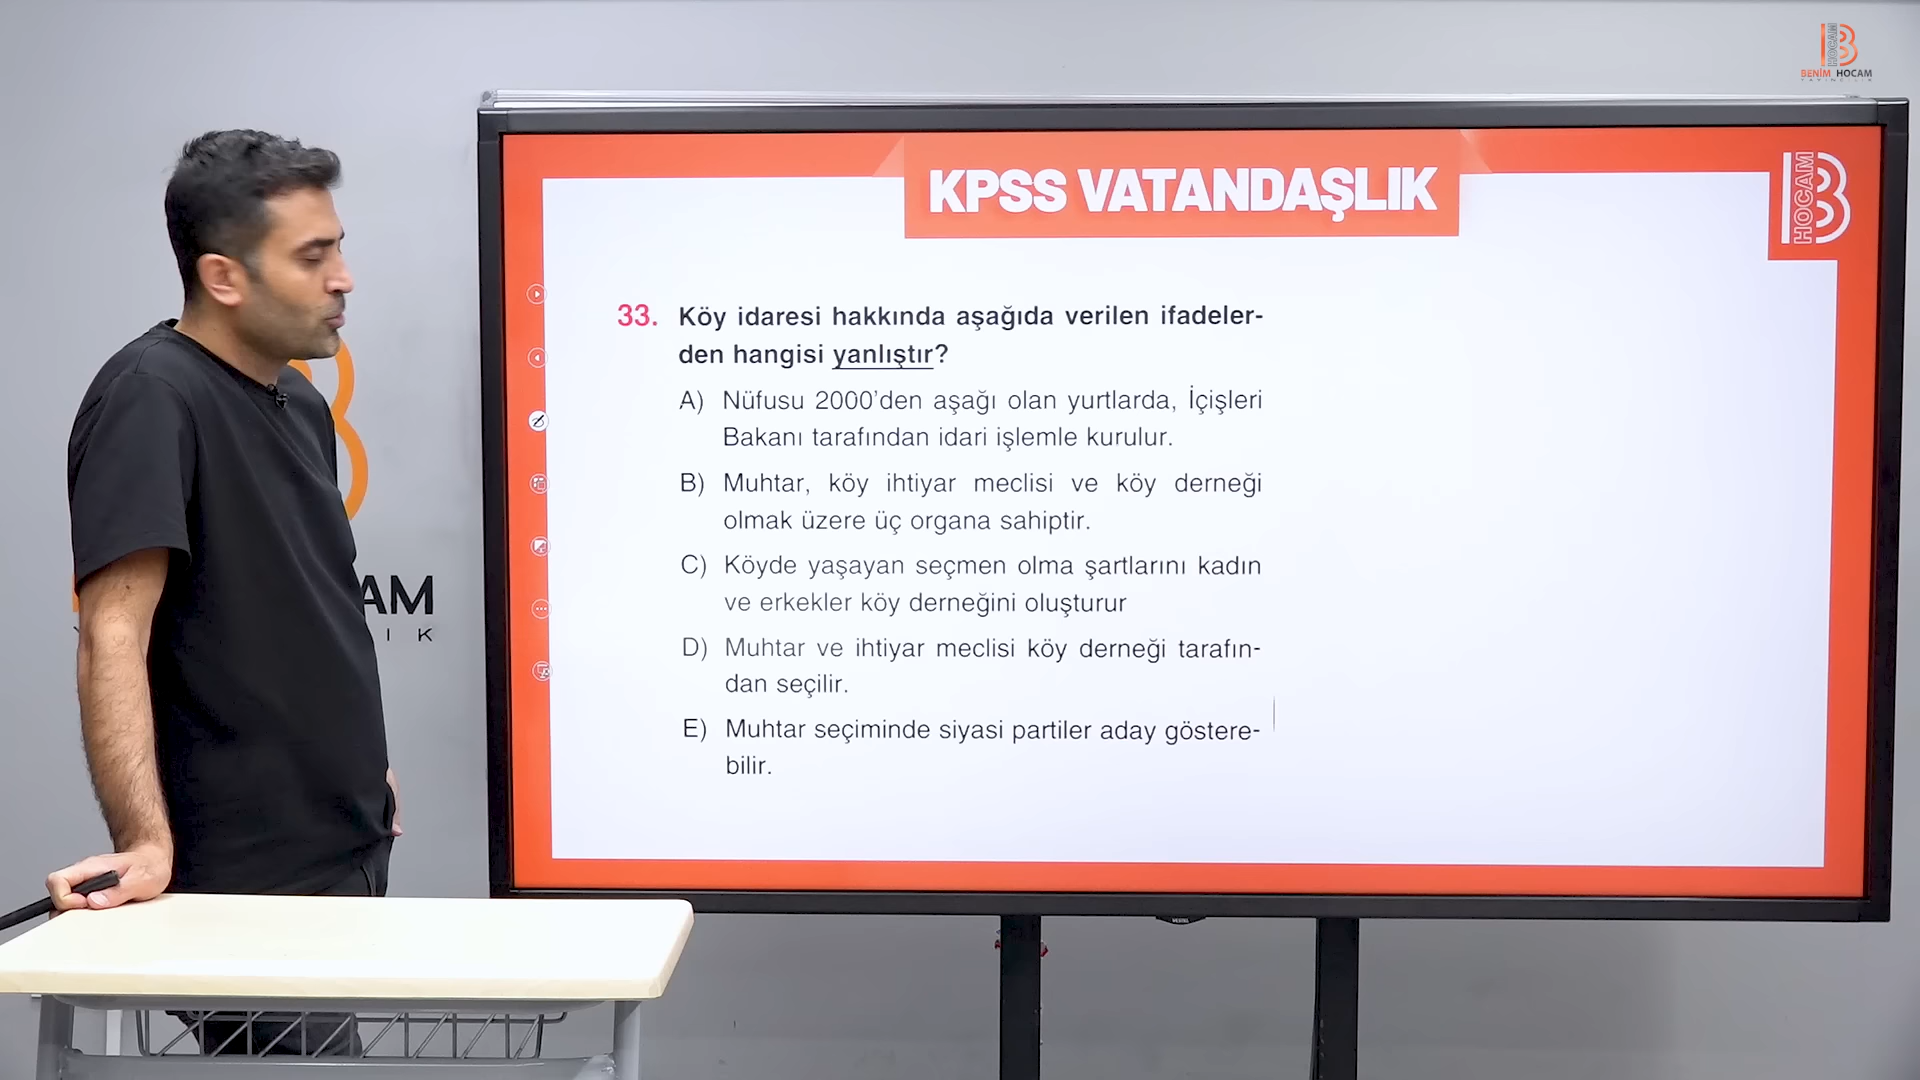 HOCAM
BENİM HOCAM
YAYINCILIK
KPSS VATANDAŞLIK
HOCAM
33. Köy idaresi hakkında aşağıda verilen ifadeler-
den hangisi yanlıştır?
A) Nüfusu 2000'den aşağı olan yurtlarda, İçişleri
Bakanı tarafından idari işlemle kurulur.
B) Muhtar, köy ihtiyar meclisi ve köy derneği
olmak üzere üç organa sahiptir.
C) Köyde yaşayan seçmen olma şartlarını kadın
ve erkekler köy derneğini oluşturur
D) Muhtar ve ihtiyar meclisi köy derneği tarafın-
dan seçilir.
E) Muhtar seçiminde siyasi partiler aday göstere-
bilir.
AM
I K